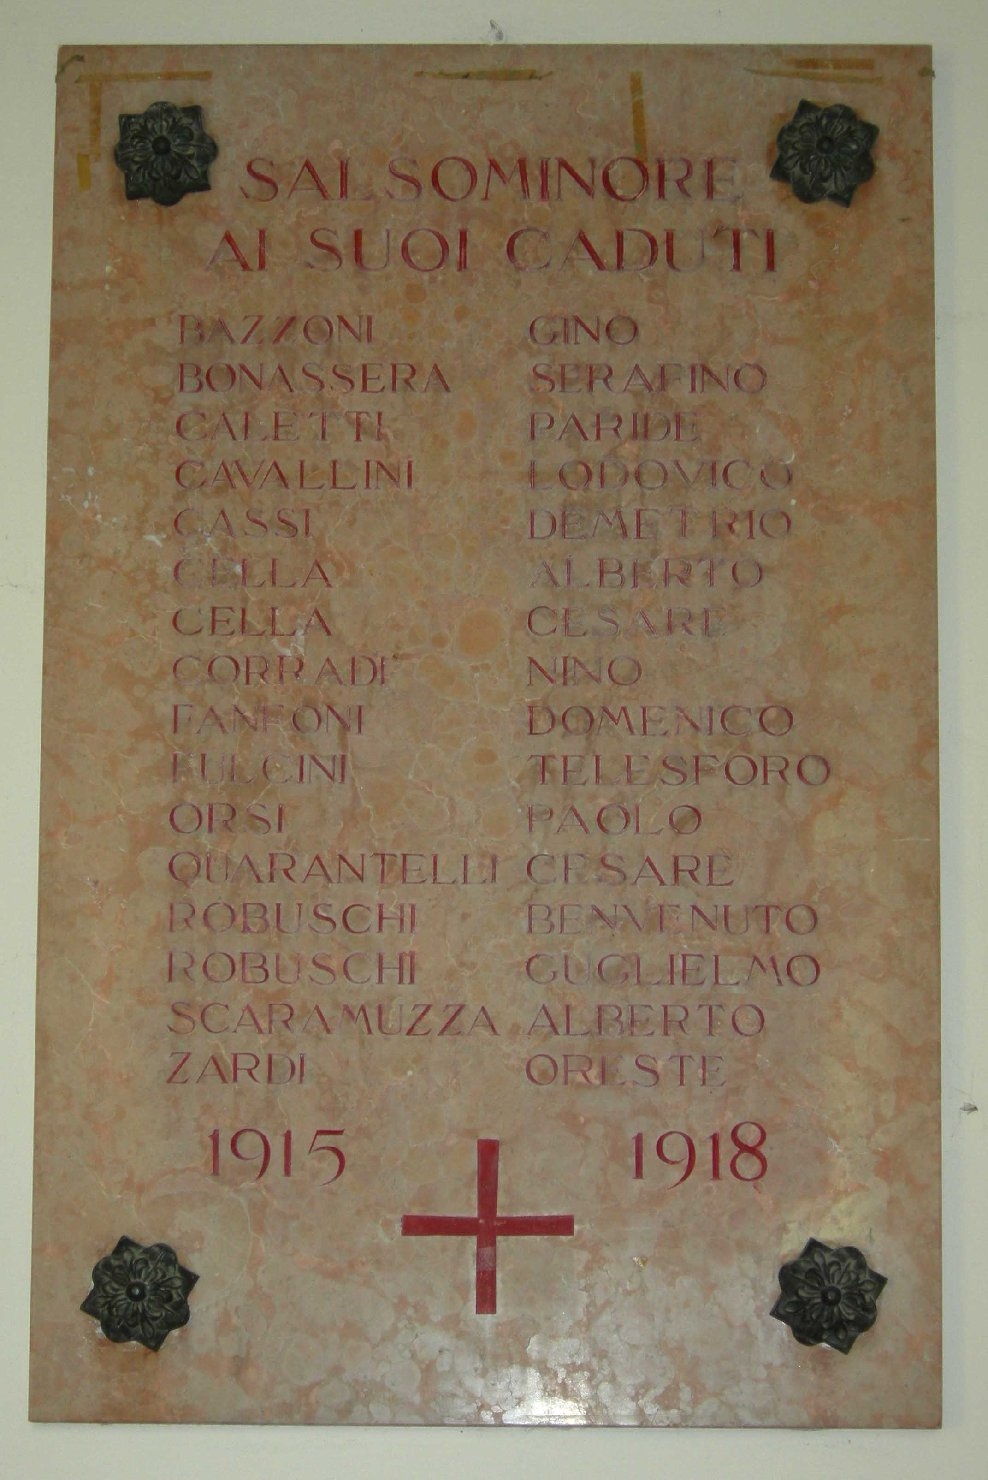 SALSOMINORE
AI SUOI CADUTI
BAZZONI GINO
BONASSERA SERAFINO
CALETTI PARIDE
CAVALLINI LODOVICO
CASSI DEMETRIO
CELLA ALBERTO
CELLA CESARE
CORRADI NINO
FANFONI DOMENICO
FULCINI TELESFORO
ORSI PAOLO
QUARANTELLI CESARE
ROBUSCHI BENVENUTO
ROBUSCHI GUGLIELMO
SCARAMUZZA ALBERTO
ZARDI ORESTE
1915 1918